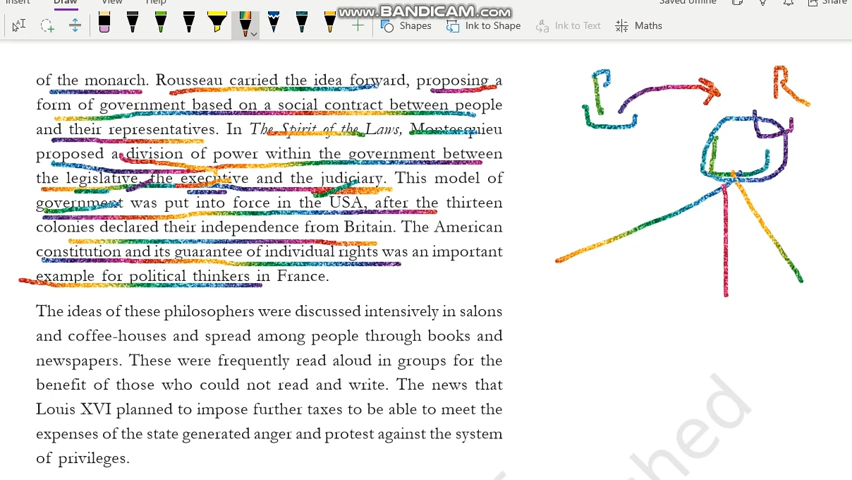 Insert Draw View Help Saved offline Share
www.BANDICAM.com
Shapes Ink to Shape Ink to Text Maths
of the monarch. Rousseau carried the idea forward, proposing a
form of government based on a social contract between people
and their representatives. In The Spirit of the Laws, Montesquieu
proposed a division of power within the government between
the legislative, the executive and the judiciary. This model of
government was put into force in the USA, after the thirteen
colonies declared their independence from Britain. The American
constitution and its guarantee of individual rights was an important
example for political thinkers in France.
The ideas of these philosophers were discussed intensively in salons
and coffee-houses and spread among people through books and
newspapers. These were frequently read aloud in groups for the
benefit of those who could not read and write. The news that
Louis XVI planned to impose further taxes to be able to meet the
expenses of the state generated anger and protest against the system
of privileges.
P R